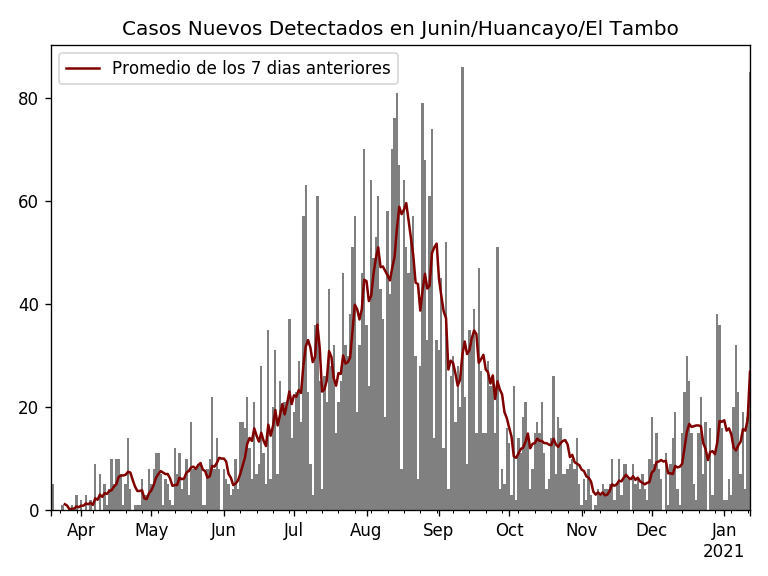 Casos Nuevos Detectados en Junin/Huancayo/El Tambo
Promedio de los 7 dias anteriores
80
60
40
20
0
Apr May Jun Jul Aug Sep Oct Nov Dec Jan
2021